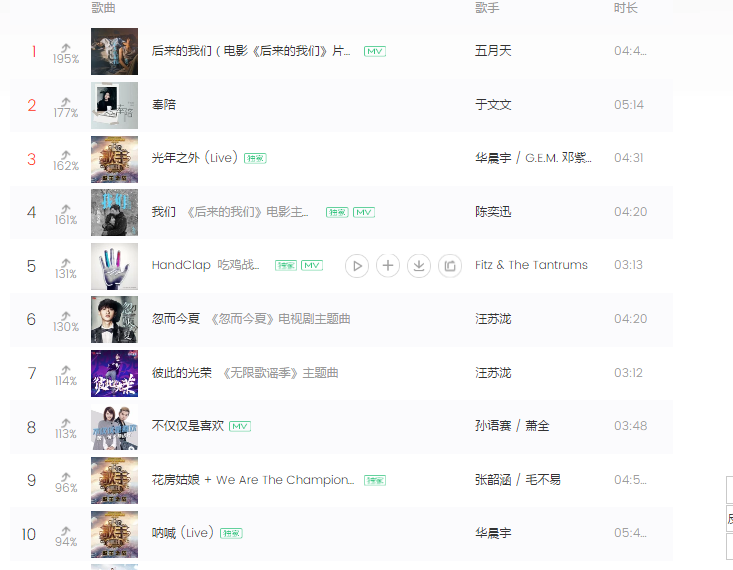 歌曲 歌手 时长
1 195% 后来的我们 ( 电影《后来的我们》片... MV 五月天 04:4...
2 177% 奉陪 于文文 05:14
3 162% 光年之外 (Live) 独家 华晨宇 / G.E.M. 邓紫... 04:31
4 161% 我们 《后来的我们》电影主... 独家 MV 陈奕迅 04:20
5 131% HandClap 吃鸡战... 独家 MV Fitz & The Tantrums 03:13
6 130% 忽而今夏 《忽而今夏》电视剧主题曲 汪苏泷 04:20
7 114% 彼此的光荣 《无限歌谣季》主题曲 汪苏泷 03:12
8 113% 不仅仅是喜欢 MV 孙语赛 / 萧全 03:48
9 96% 花房姑娘 + We Are The Champion... 独家 张韶涵 / 毛不易 04:5...
10 94% 呐喊 (Live) 独家 华晨宇 05:4...